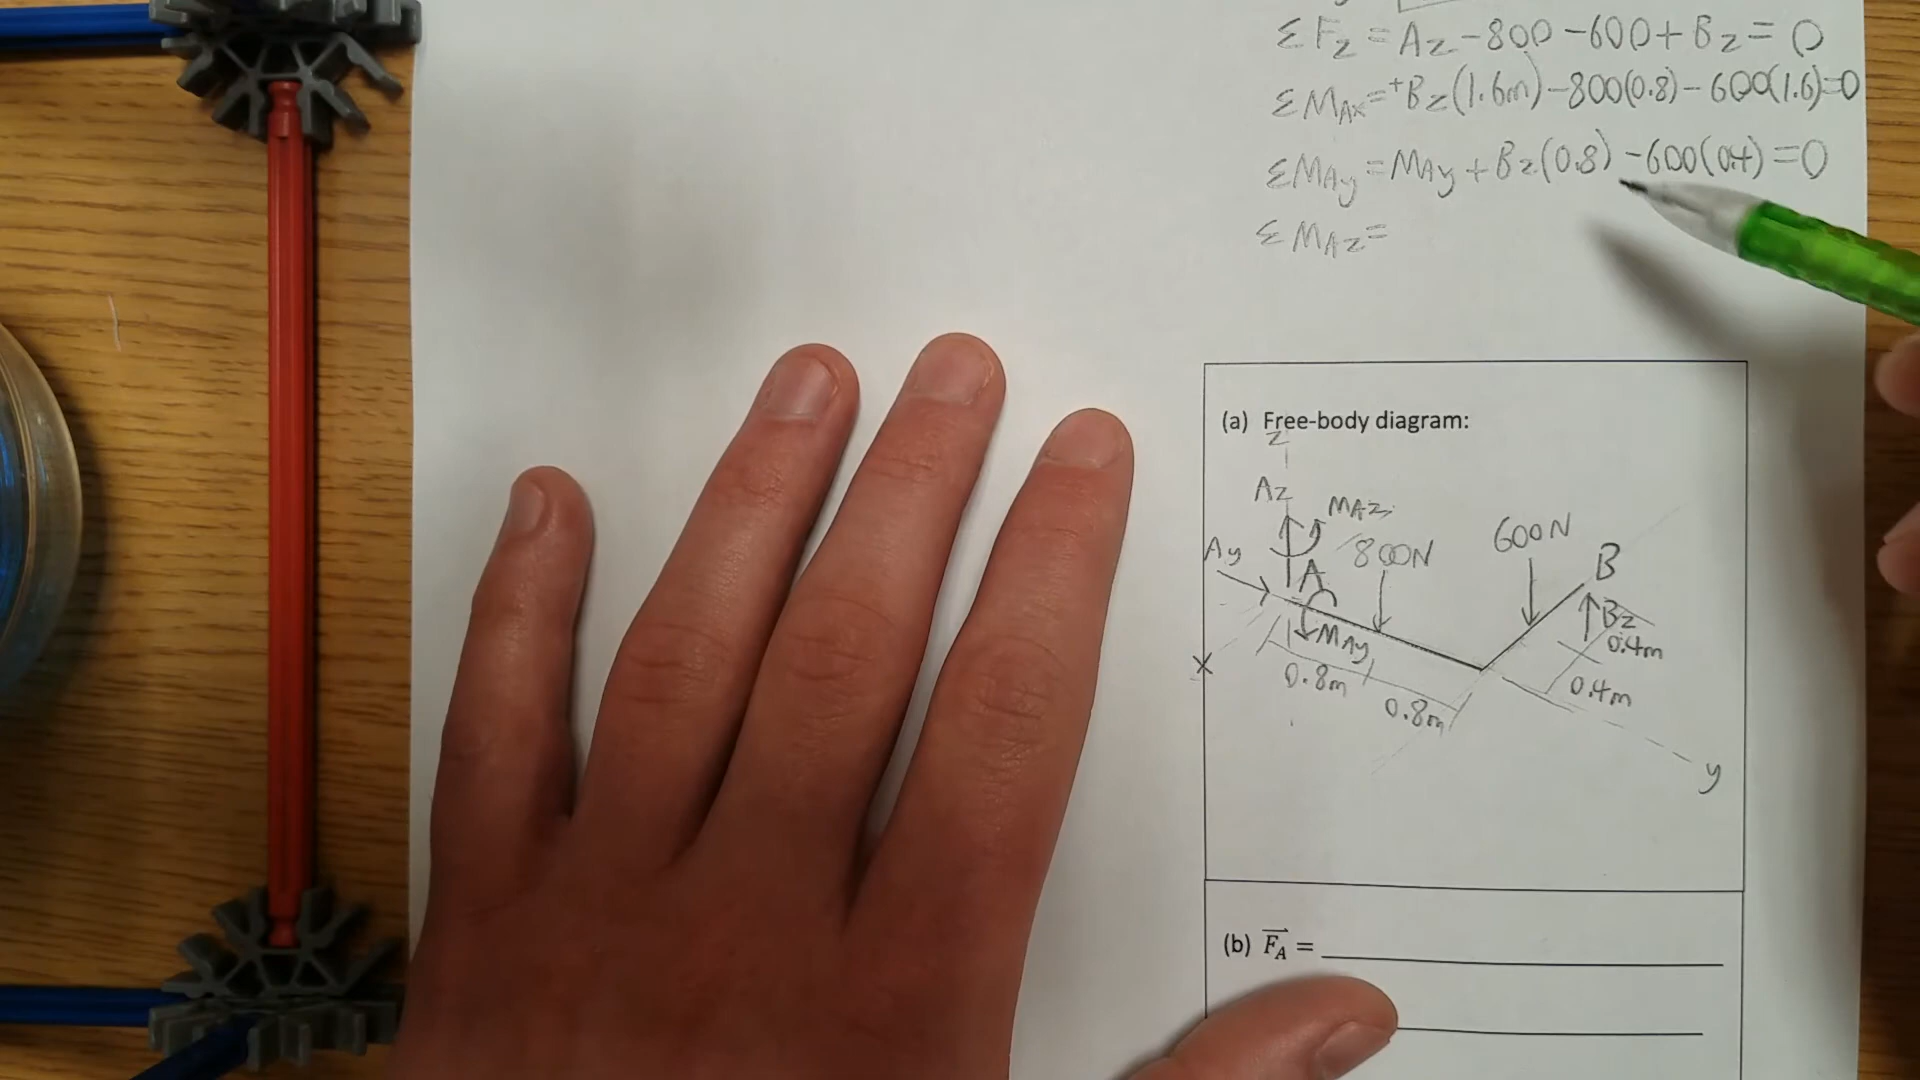 ΣFz = Az - 800 - 600 + Bz = 0
ΣMAx = +Bz(1.6m) - 800(0.8) - 600(1.6) = 0
ΣMAy = MAy + Bz(0.8) - 600(0.4) = 0
ΣMAz =
(a) Free-body diagram:
z
Az
MAz
Ay
A
800N
600N
B
Bz
MAy
0.4m
x
0.8m
0.4m
0.8m
y
(b) FA =